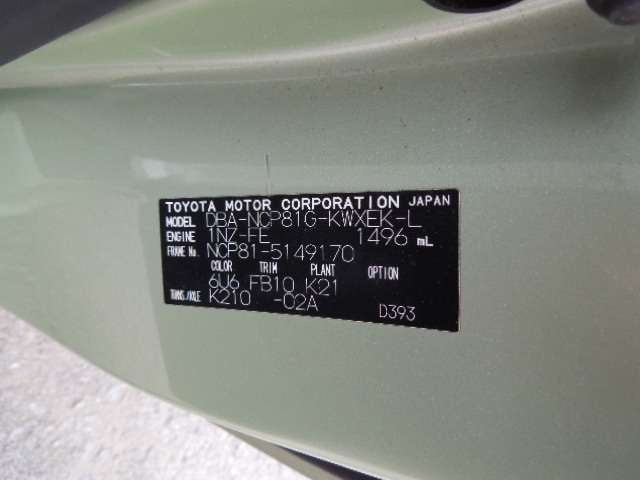 TOYOTA MOTOR CORPORATION JAPAN
MODEL DBA-NCP81G-KWXEK-L
ENGINE 1NZ-FE 1496 mL
FRAME No. NCP81-5149170
COLOR TRIM PLANT OPTION
6U6 FB10 K21
TRANS./AXLE K210 -02A
D393